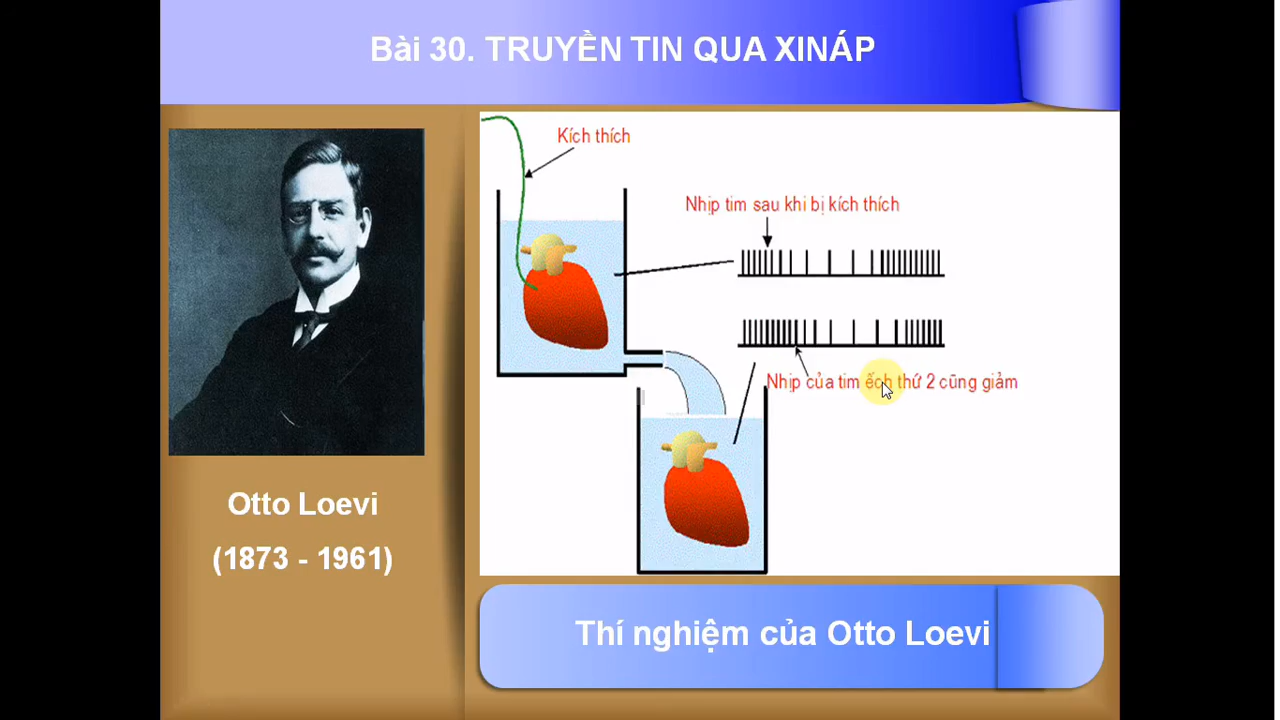 Bài 30. TRUYỀN TIN QUA XINÁP
Kích thích
Nhịp tim sau khi bị kích thích
Nhịp của tim ếch thứ 2 cũng giảm
Otto Loevi
(1873 - 1961)
Thí nghiệm của Otto Loevi